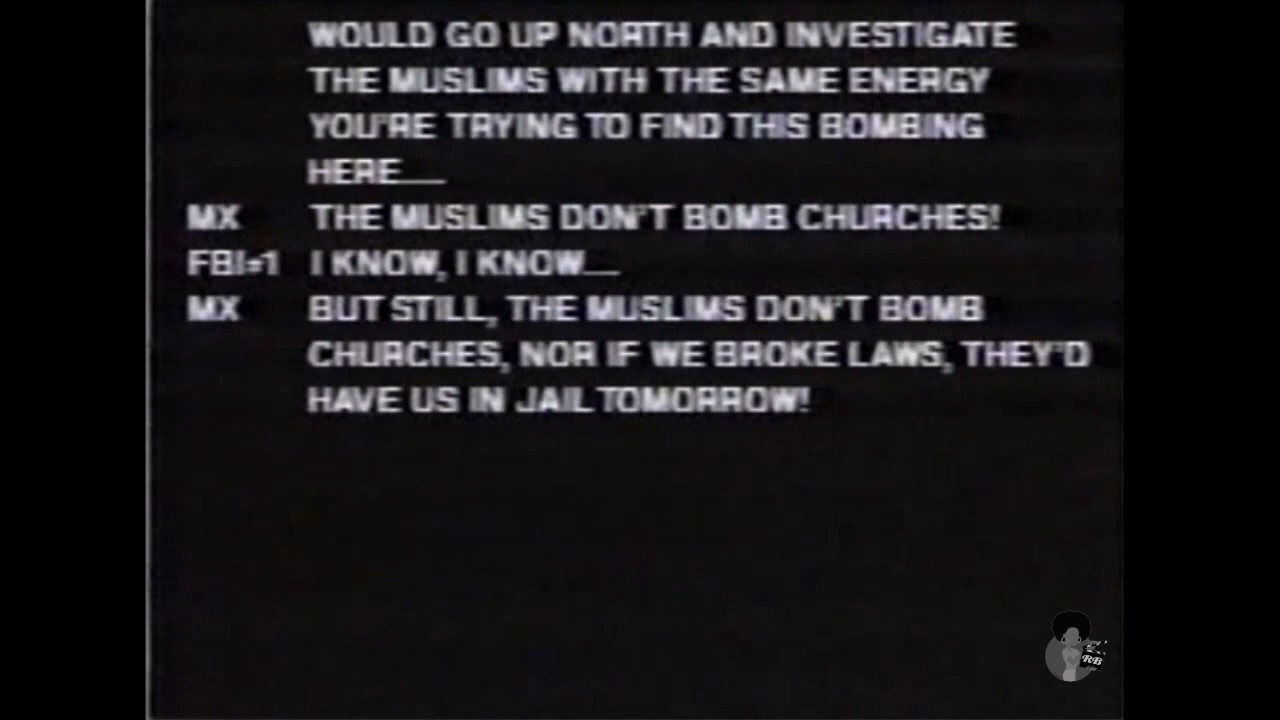 WOULD GO UP NORTH AND INVESTIGATE
THE MUSLIMS WITH THE SAME ENERGY
YOU'RE TRYING TO FIND THIS BOMBING
HERE....
MX THE MUSLIMS DON'T BOMB CHURCHES!
FBI#1 I KNOW, I KNOW....
MX BUT STILL, THE MUSLIMS DON'T BOMB
CHURCHES, NOR IF WE BROKE LAWS, THEY'D
HAVE US IN JAIL TOMORROW!
RB